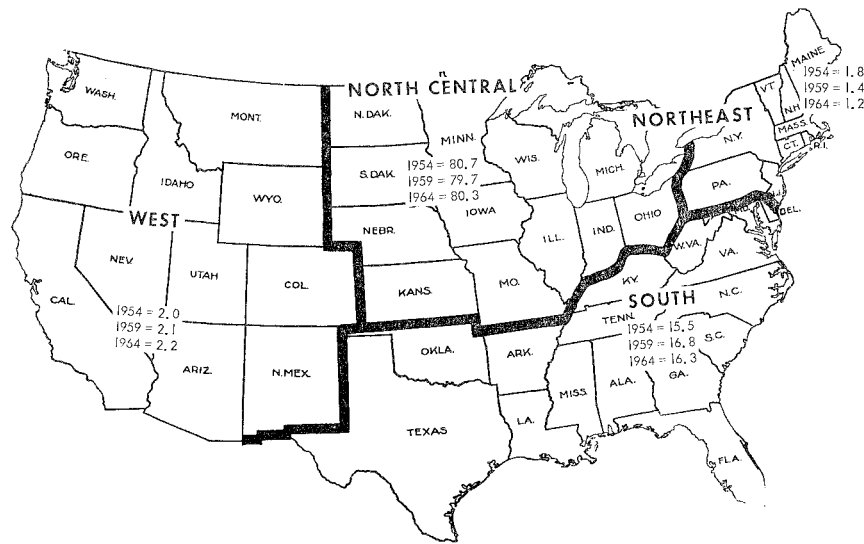 NORTH CENTRAL
NORTHEAST
WEST
SOUTH
MAINE
1954 = 1.8
1959 = 1.4
1964 = 1.2
WASH.
MONT.
N.DAK.
MINN.
VT.
N.H.
MASS.
CT.
R.I.
N.Y.
ORE.
IDAHO
WYO.
S.DAK.
1954 = 80.7
1959 = 79.7
1964 = 80.3
WIS.
MICH.
PA.
NEBR.
IOWA
ILL.
IND.
OHIO
DEL.
NEV.
UTAH
COL.
KANS.
MO.
KY.
W.VA.
VA.
CAL.
1954 = 2.0
1959 = 2.1
1964 = 2.2
N.C.
TENN.
1954 = 15.5
1959 = 16.8
1964 = 16.3
S.C.
ARIZ.
N.MEX.
OKLA.
ARK.
MISS.
ALA.
GA.
TEXAS
LA.
FLA.